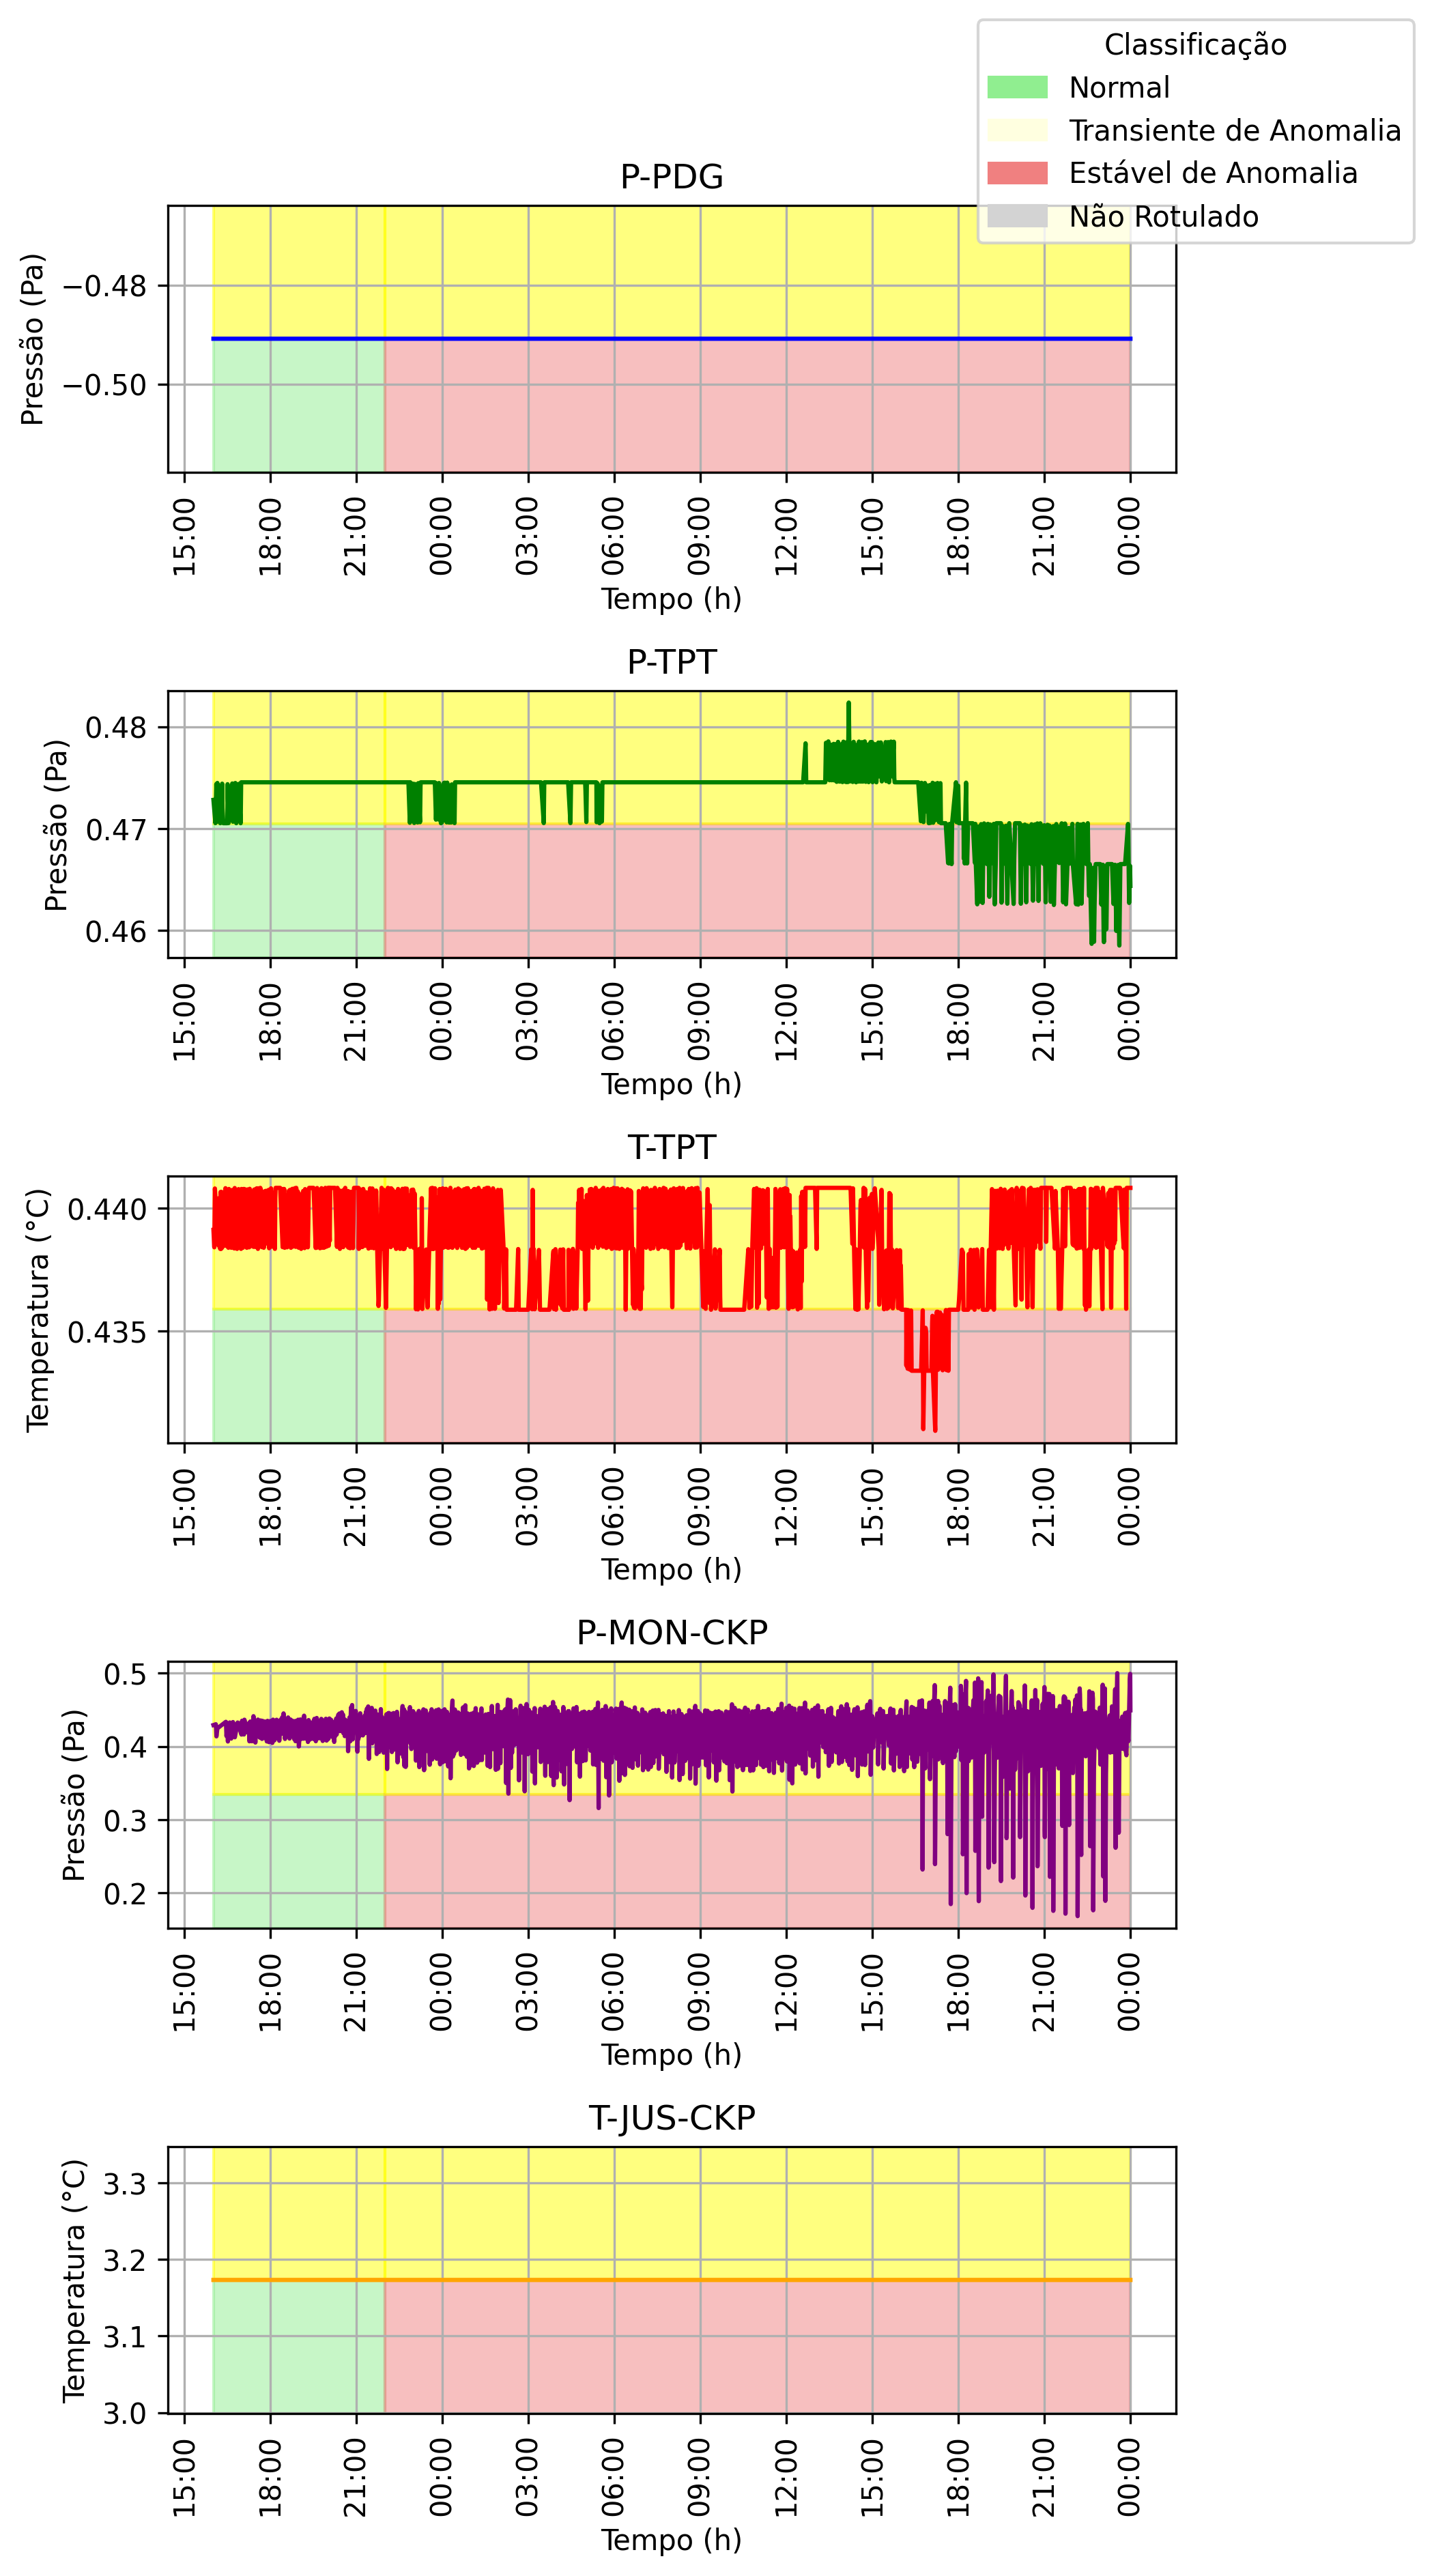 Classificação
Normal
Transiente de Anomalia
Estável de Anomalia
Não Rotulado
P-PDG
Pressão (Pa)
−0.48
−0.50
15:00 18:00 21:00 00:00 03:00 06:00 09:00 12:00 15:00 18:00 21:00 00:00
Tempo (h)
P-TPT
Pressão (Pa)
0.48
0.47
0.46
15:00 18:00 21:00 00:00 03:00 06:00 09:00 12:00 15:00 18:00 21:00 00:00
Tempo (h)
T-TPT
Temperatura (°C)
0.440
0.435
15:00 18:00 21:00 00:00 03:00 06:00 09:00 12:00 15:00 18:00 21:00 00:00
Tempo (h)
P-MON-CKP
Pressão (Pa)
0.5
0.4
0.3
0.2
15:00 18:00 21:00 00:00 03:00 06:00 09:00 12:00 15:00 18:00 21:00 00:00
Tempo (h)
T-JUS-CKP
Temperatura (°C)
3.3
3.2
3.1
3.0
15:00 18:00 21:00 00:00 03:00 06:00 09:00 12:00 15:00 18:00 21:00 00:00
Tempo (h)